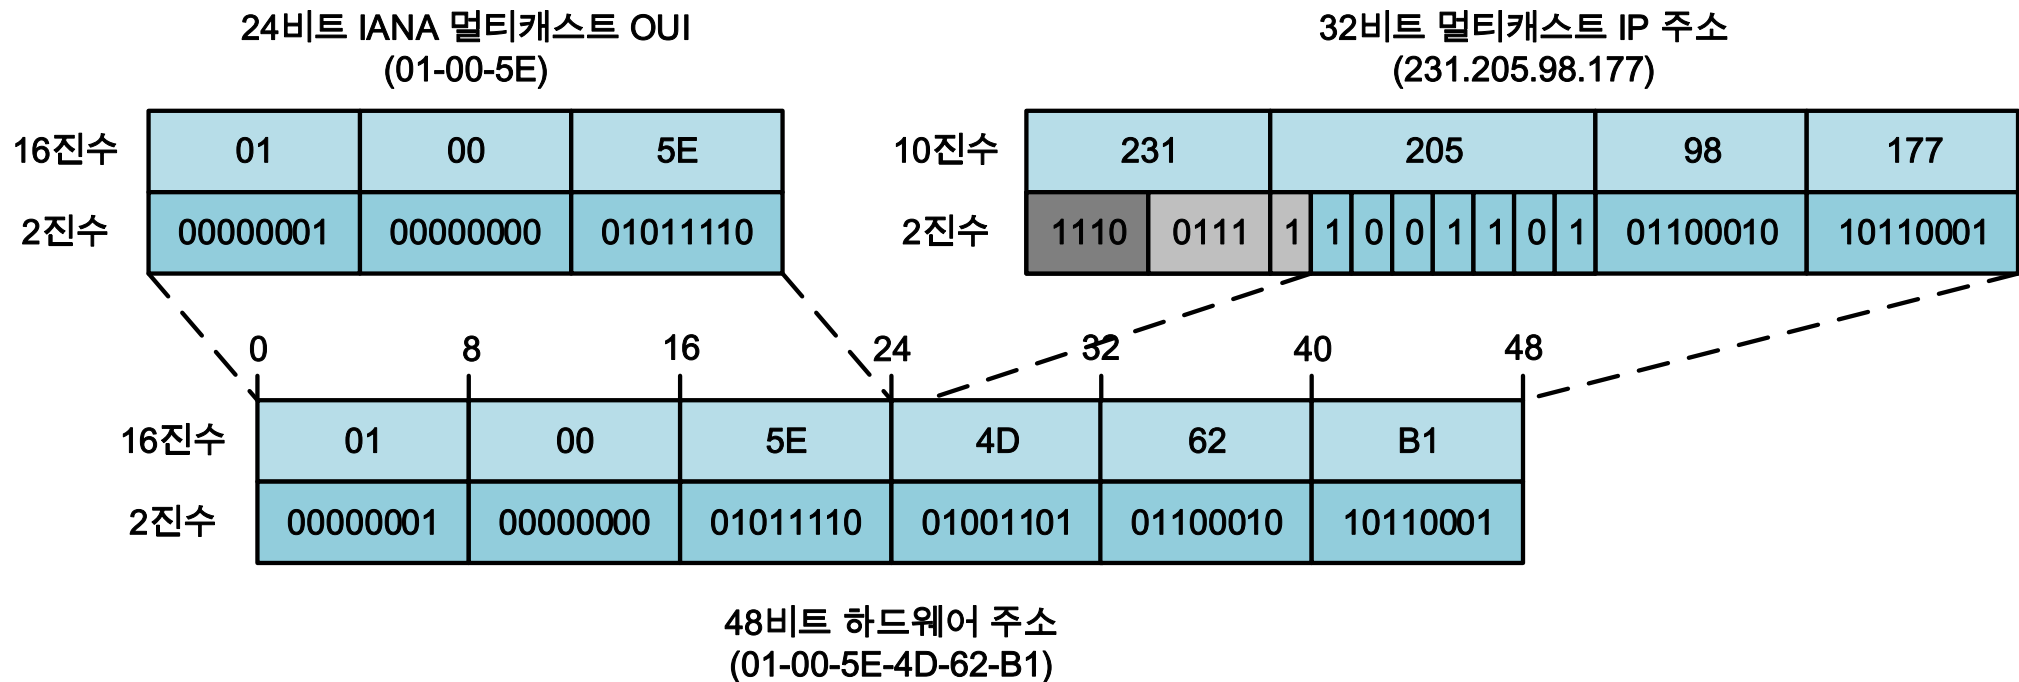 24비트 IANA 멀티캐스트 OUI
(01-00-5E)
16진수 01 00 5E
2진수 00000001 00000000 01011110
32비트 멀티캐스트 IP 주소
(231.205.98.177)
10진수 231 205 98 177
2진수 1110 0111 1 1 0 0 1 1 0 1 01100010 10110001
0 8 16 24 32 40 48
16진수 01 00 5E 4D 62 B1
2진수 00000001 00000000 01011110 01001101 01100010 10110001
48비트 하드웨어 주소
(01-00-5E-4D-62-B1)